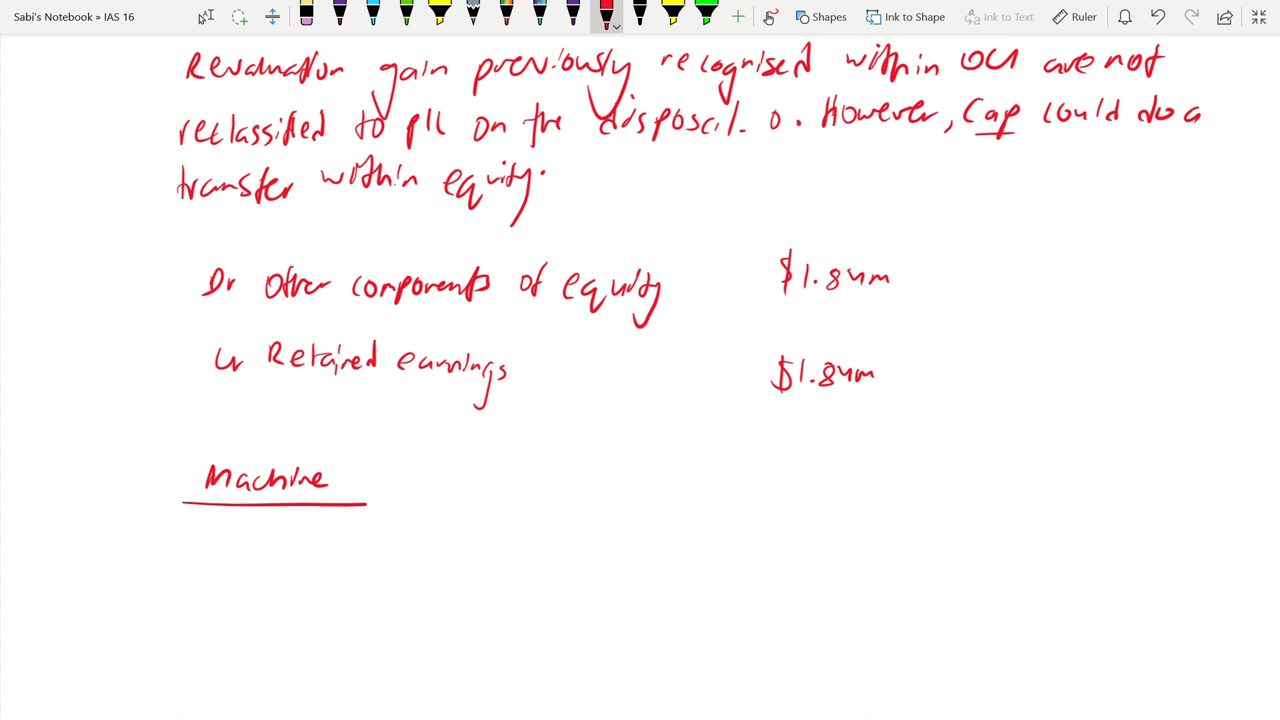 Sabi's Notebook » IAS 16
Shapes
Ink to Shape
Ink to Text
Ruler
Revaluation gain previously recognised within OCI are not
reclassified to p/l on the disposal. o. However, Cap could do a
transfer within equity.
Dr Other components of equity $1.84m
Cr Retained earnings $1.84m
Machine